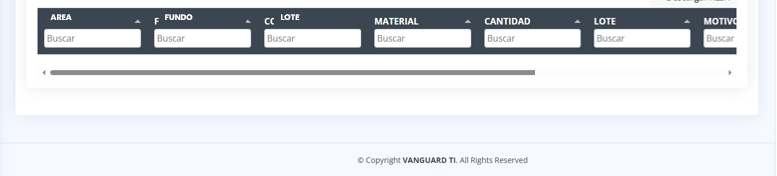 AREA FUNDO LOTE MATERIAL CANTIDAD LOTE MOTIVO
Buscar Buscar Buscar Buscar Buscar Buscar Buscar
© Copyright VANGUARD TI. All Rights Reserved